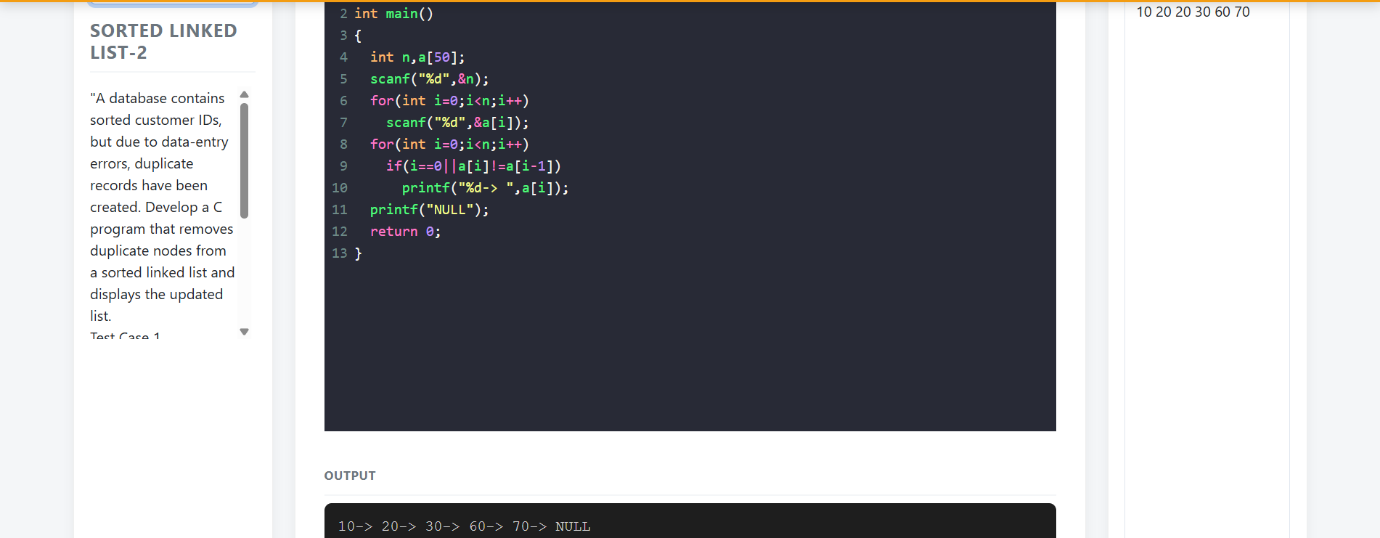 SORTED LINKED
LIST-2
"A database contains
sorted customer IDs,
but due to data-entry
errors, duplicate
records have been
created. Develop a C
program that removes
duplicate nodes from
a sorted linked list and
displays the updated
list.
Test Case 1
2 int main()
3 {
4 int n,a[50];
5 scanf("%d",&n);
6 for(int i=0;i<n;i++)
7 scanf("%d",&a[i]);
8 for(int i=0;i<n;i++)
9 if(i==0||a[i]!=a[i-1])
10 printf("%d-> ",a[i]);
11 printf("NULL");
12 return 0;
13 }
OUTPUT
10-> 20-> 30-> 60-> 70-> NULL
10 20 20 30 60 70